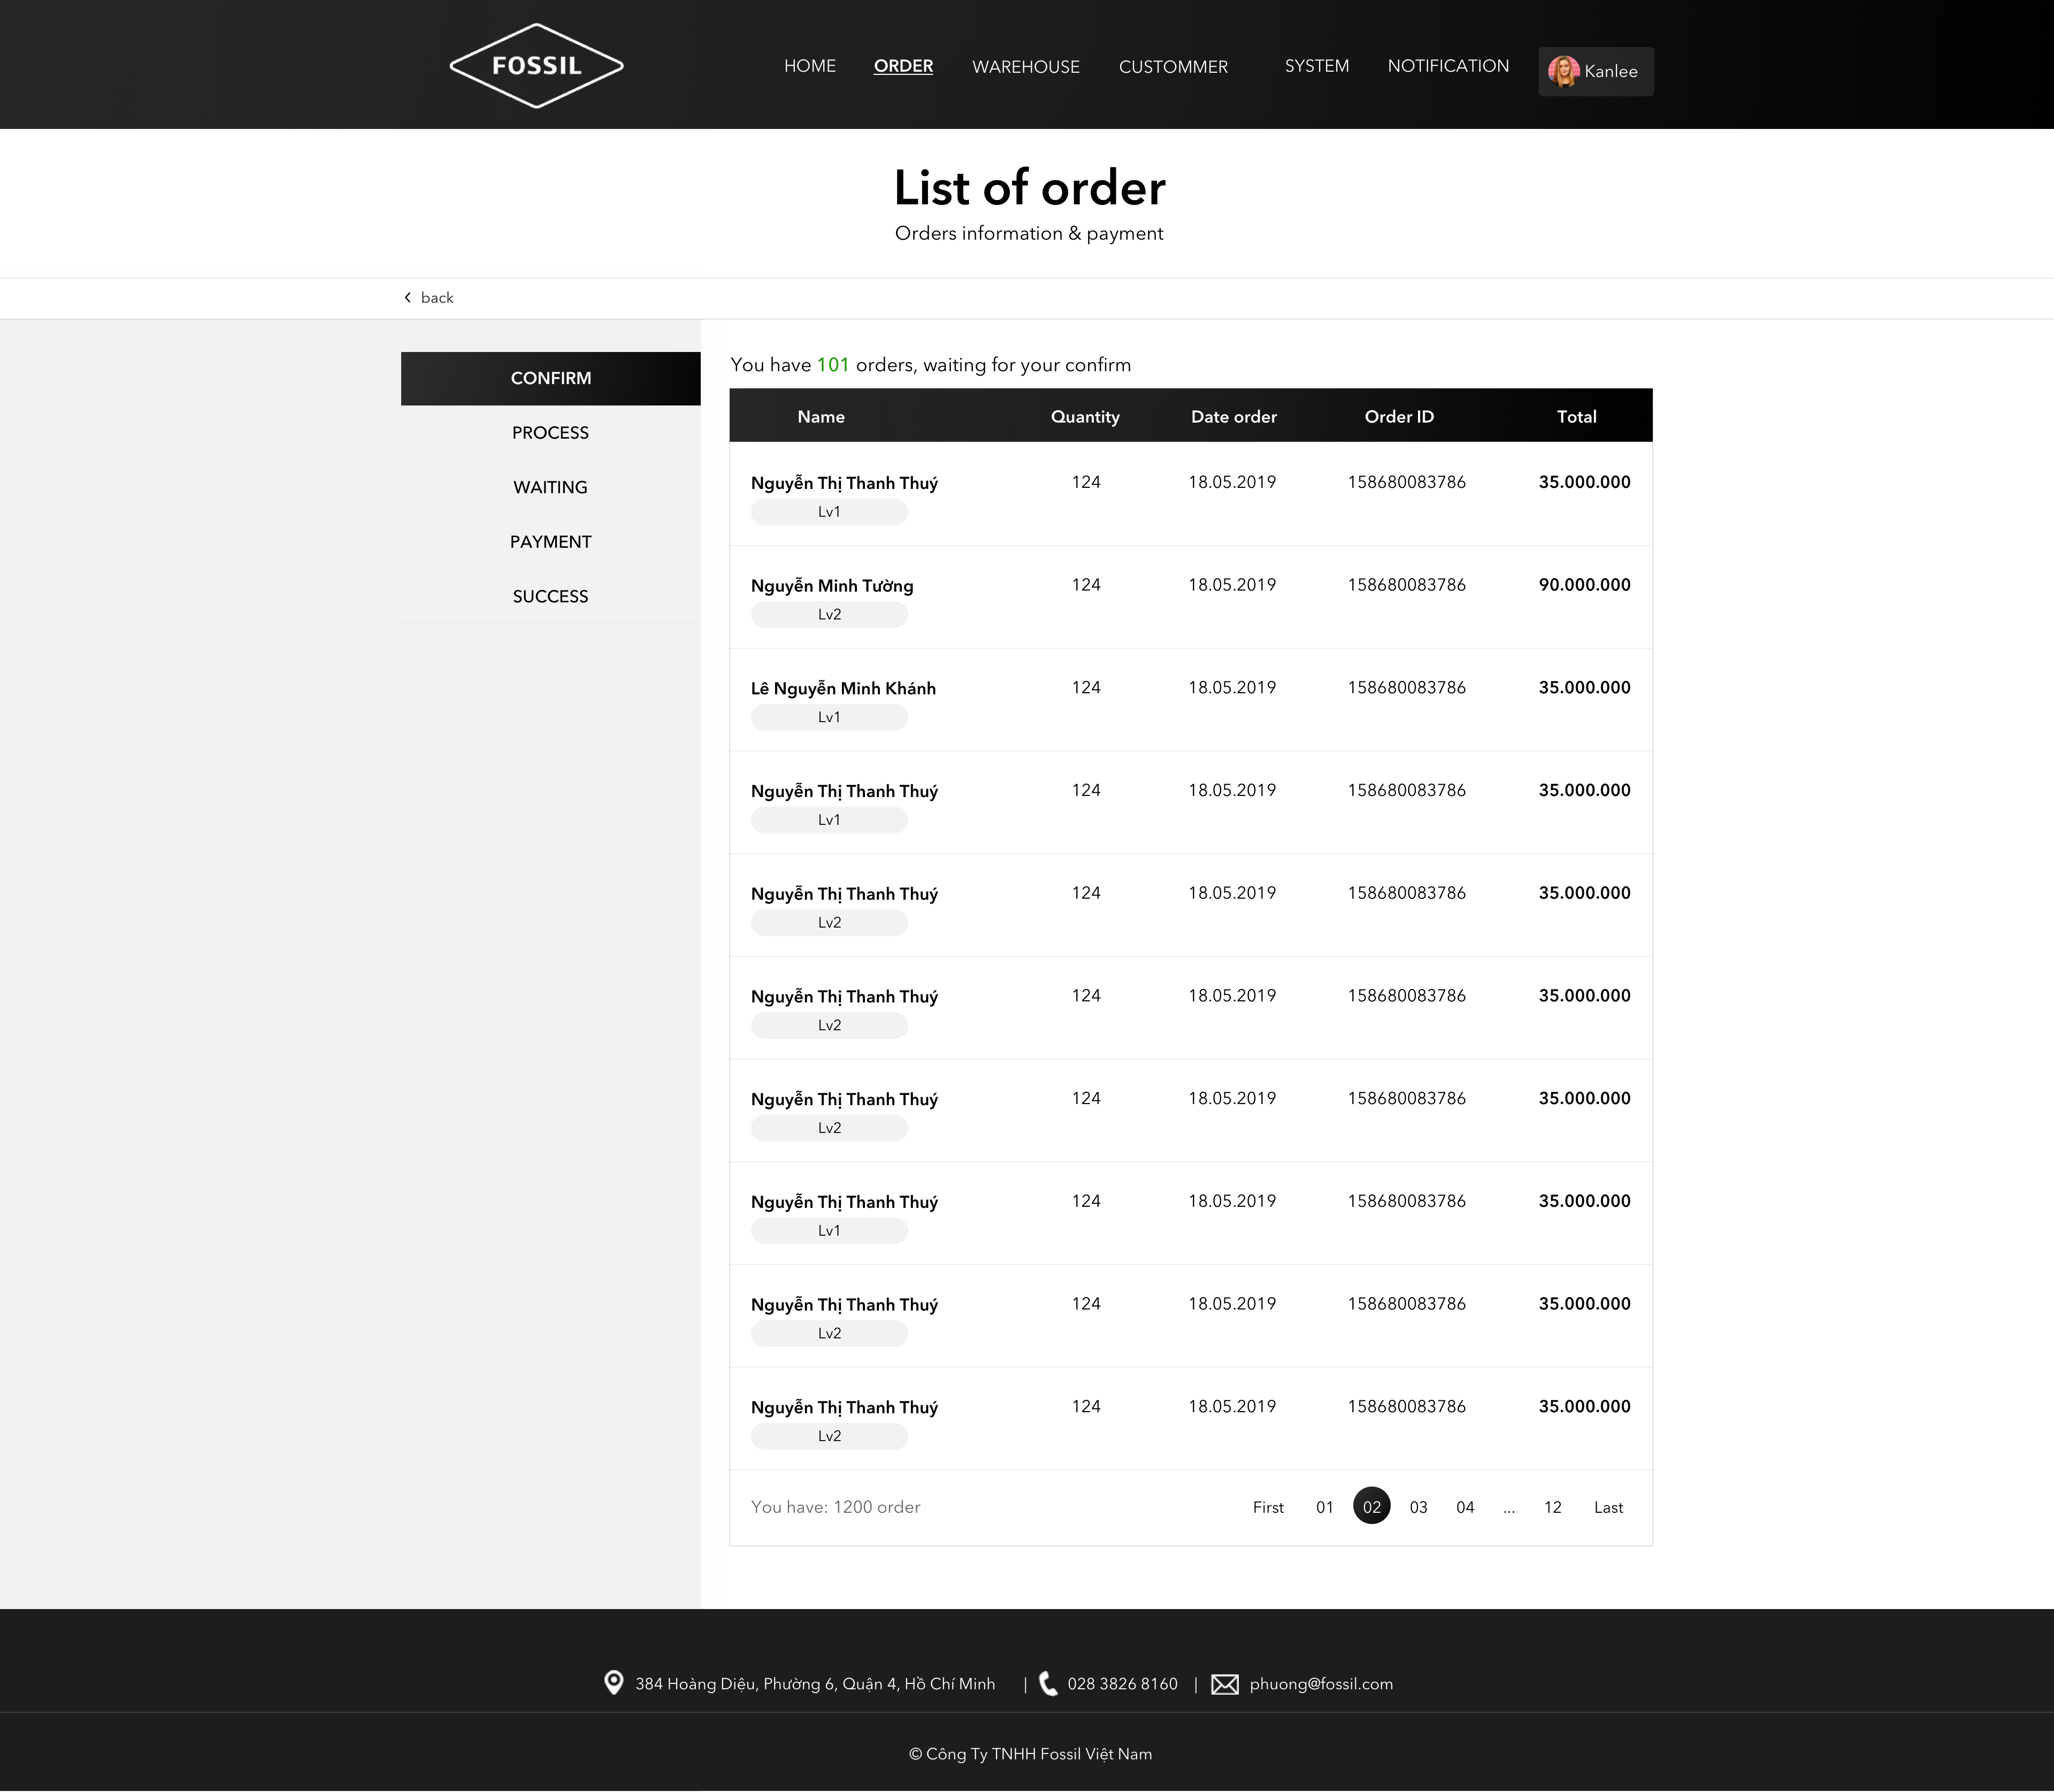 FOSSIL HOME ORDER WAREHOUSE CUSTOMMER SYSTEM NOTIFICATION Kanlee
List of order
Orders information & payment
back
CONFIRM
PROCESS
WAITING
PAYMENT
SUCCESS
You have 101 orders, waiting for your confirm
Name Quantity Date order Order ID Total
Nguyễn Thị Thanh Thuý 124 18.05.2019 158680083786 35.000.000
Lv1
Nguyễn Minh Tường 124 18.05.2019 158680083786 90.000.000
Lv2
Lê Nguyễn Minh Khánh 124 18.05.2019 158680083786 35.000.000
Lv1
Nguyễn Thị Thanh Thuý 124 18.05.2019 158680083786 35.000.000
Lv1
Nguyễn Thị Thanh Thuý 124 18.05.2019 158680083786 35.000.000
Lv2
Nguyễn Thị Thanh Thuý 124 18.05.2019 158680083786 35.000.000
Lv2
Nguyễn Thị Thanh Thuý 124 18.05.2019 158680083786 35.000.000
Lv2
Nguyễn Thị Thanh Thuý 124 18.05.2019 158680083786 35.000.000
Lv1
Nguyễn Thị Thanh Thuý 124 18.05.2019 158680083786 35.000.000
Lv2
Nguyễn Thị Thanh Thuý 124 18.05.2019 158680083786 35.000.000
Lv2
You have: 1200 order First 01 02 03 04 ... 12 Last
384 Hoàng Diệu, Phường 6, Quận 4, Hồ Chí Minh | 028 3826 8160 | phuong@fossil.com
© Công Ty TNHH Fossil Việt Nam